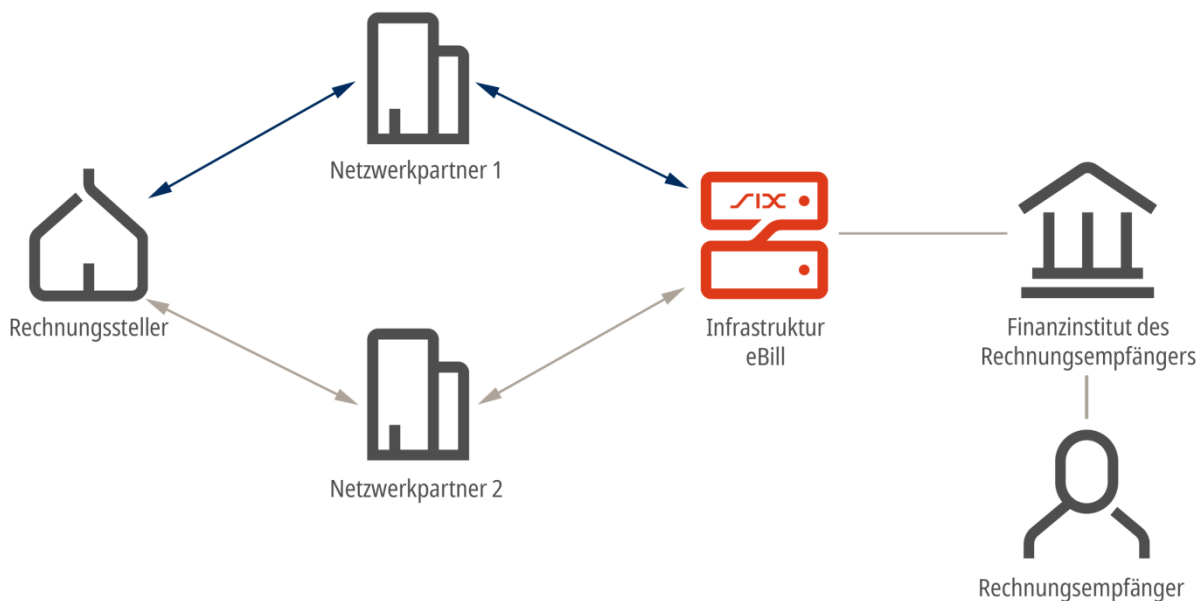 Netzwerkpartner 1
SIX
Rechnungssteller
Infrastruktur
eBill
Finanzinstitut des
Rechnungsempfängers
Netzwerkpartner 2
Rechnungsempfänger